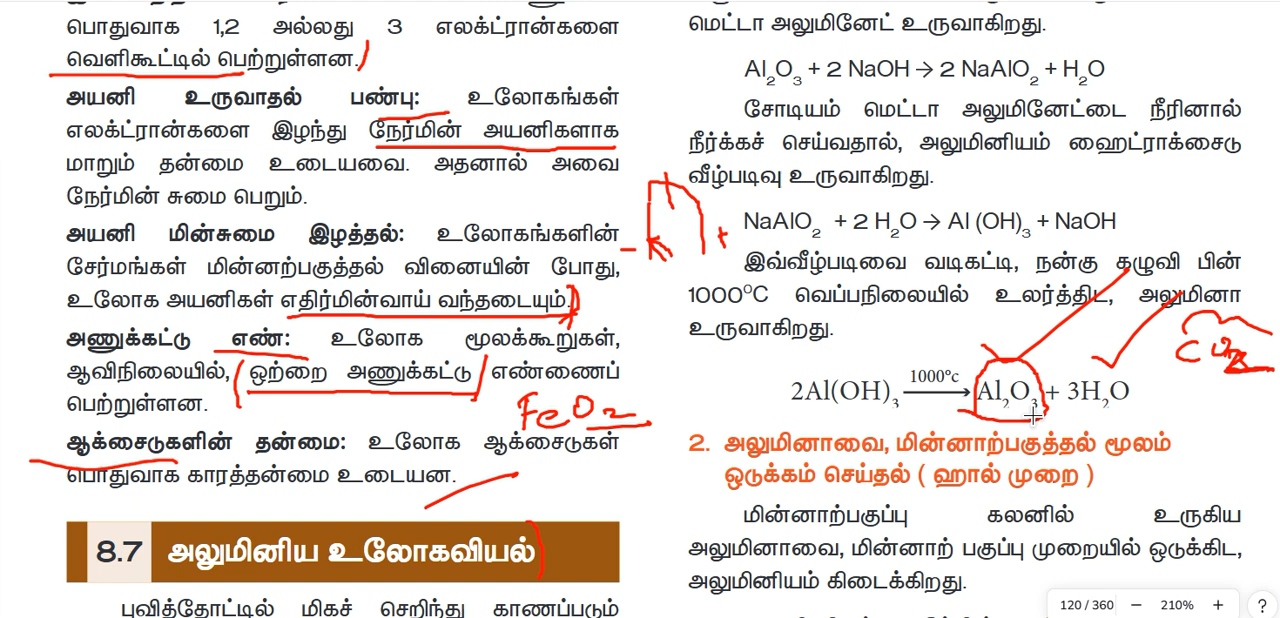 பொதுவாக 1,2 அல்லது 3 எலக்ட்ரான்களை
வெளிகூட்டில் பெற்றுள்ளன.
அயனி உருவாதல் பண்பு: உலோகங்கள்
எலக்ட்ரான்களை இழந்து நேர்மின் அயனிகளாக
மாறும் தன்மை உடையவை. அதனால் அவை
நேர்மின் சுமை பெறும்.
அயனி மின்சுமை இழத்தல்: உலோகங்களின்
சேர்மங்கள் மின்னற்பகுத்தல் வினையின் போது,
உலோக அயனிகள் எதிர்மின்வாய் வந்தடையும்.
அணுக்கட்டு எண்: உலோக மூலக்கூறுகள்,
ஆவிநிலையில், ஒற்றை அணுக்கட்டு எண்ணைப்
பெற்றுள்ளன.
FeO2
ஆக்சைடுகளின் தன்மை: உலோக ஆக்சைடுகள்
பொதுவாக காரத்தன்மை உடையன.
8.7 அலுமினிய உலோகவியல்
புவித்தோட்டில் மிகச் செறிந்து காணப்படும்
மெட்டா அலுமினேட் உருவாகிறது.
Al₂O₃ + 2 NaOH → 2 NaAlO₂ + H₂O
சோடியம் மெட்டா அலுமினேட்டை நீரினால்
நீர்க்கச் செய்வதால், அலுமினியம் ஹைட்ராக்சைடு
வீழ்படிவு உருவாகிறது.
NaAlO₂ + 2 H₂O → Al (OH)₃ + NaOH
இவ்வீழ்படிவை வடிகட்டி, நன்கு கழுவி பின்
1000⁰C வெப்பநிலையில் உலர்த்திட, அலுமினா
உருவாகிறது.
2Al(OH)₃ —1000°c→ Al₂O₃ + 3H₂O
2. அலுமினாவை, மின்னாற்பகுத்தல் மூலம்
ஒடுக்கம் செய்தல் ( ஹால் முறை )
மின்னாற்பகுப்பு கலனில் உருகிய
அலுமினாவை, மின்னாற் பகுப்பு முறையில் ஒடுக்கிட,
அலுமினியம் கிடைக்கிறது.
120 / 360 − 210% + ?